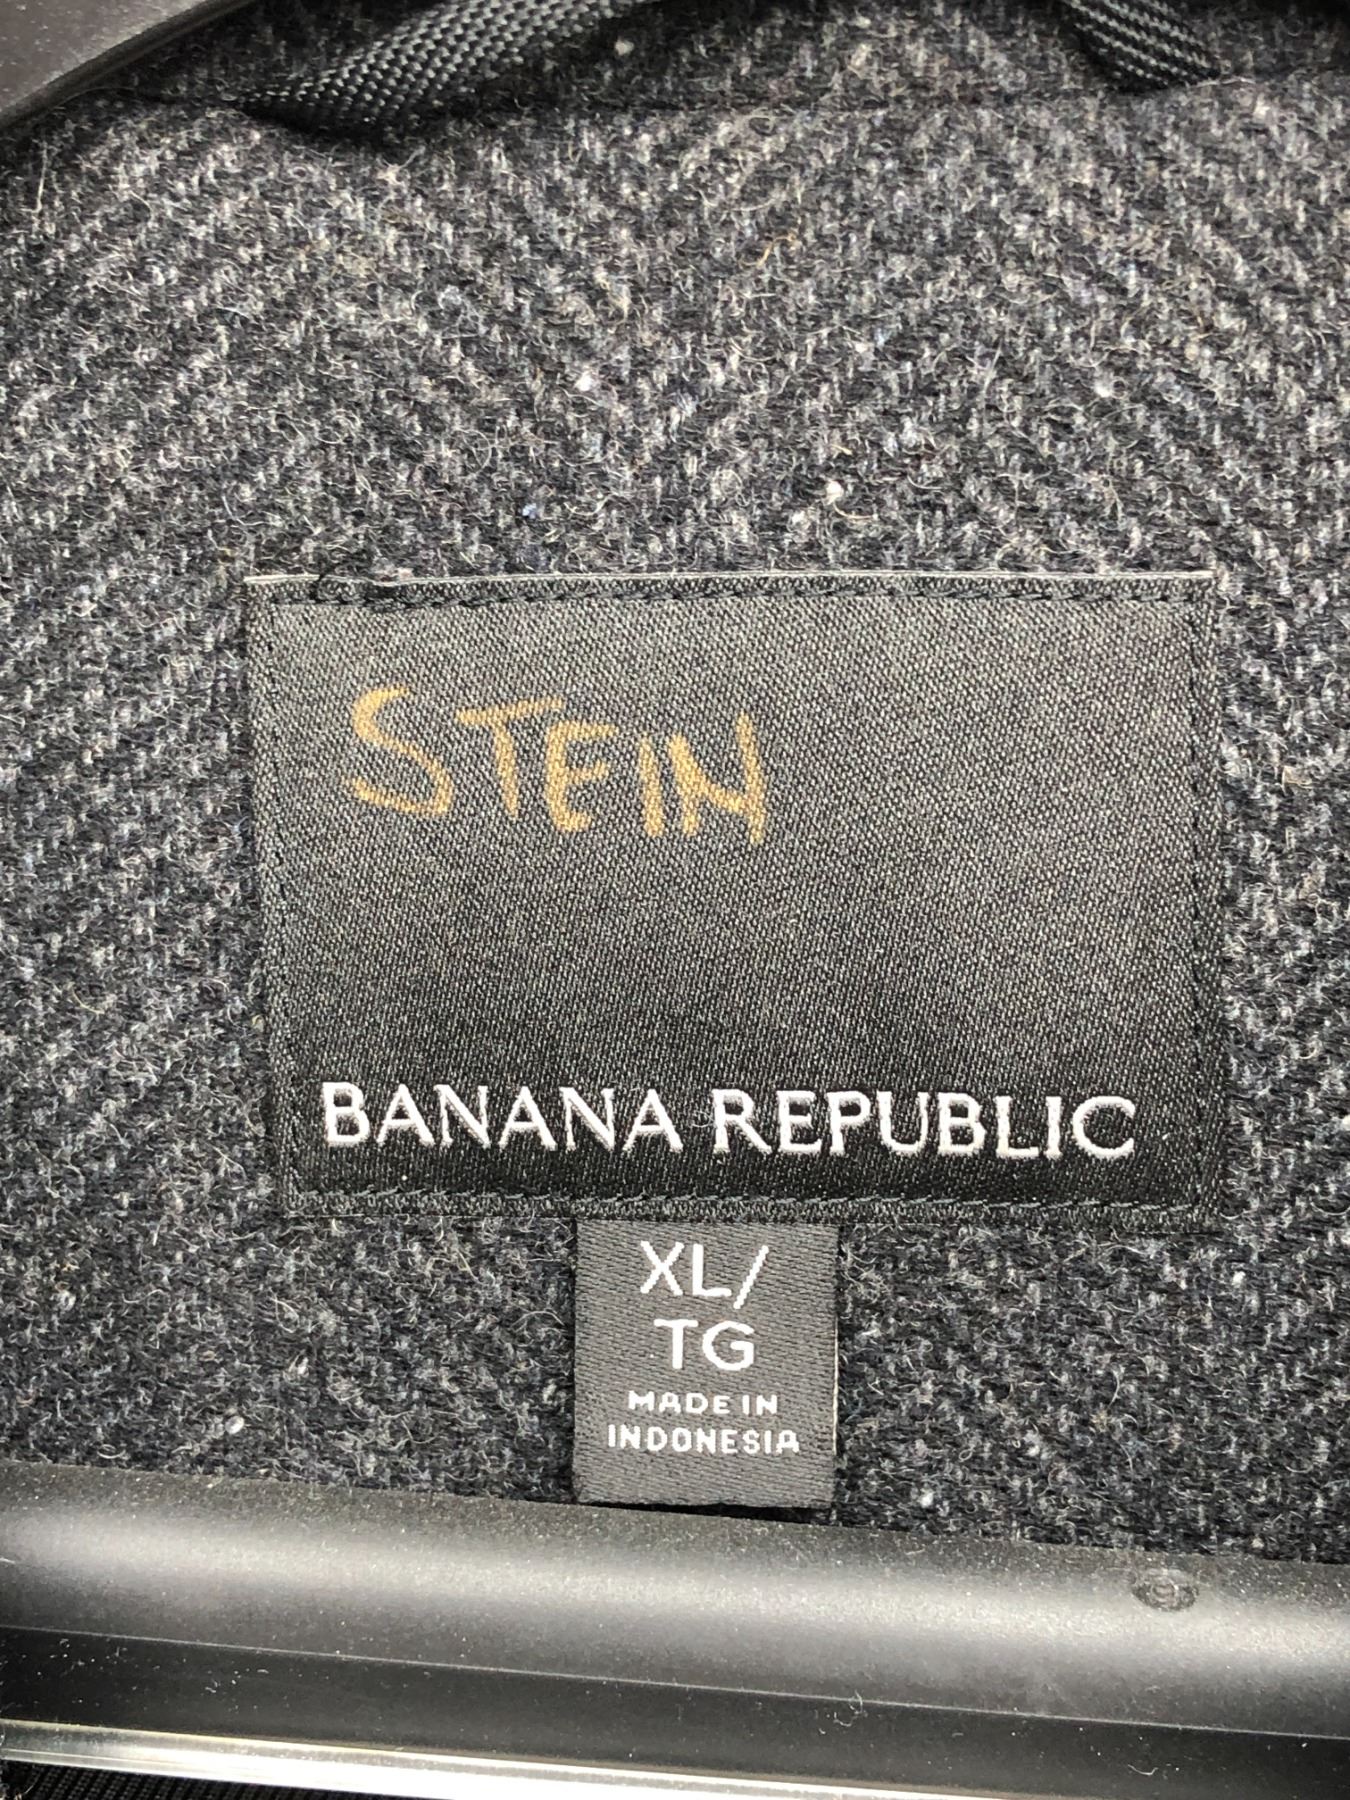 STEIN
BANANA REPUBLIC
XL/
TG
MADE IN
INDONESIA